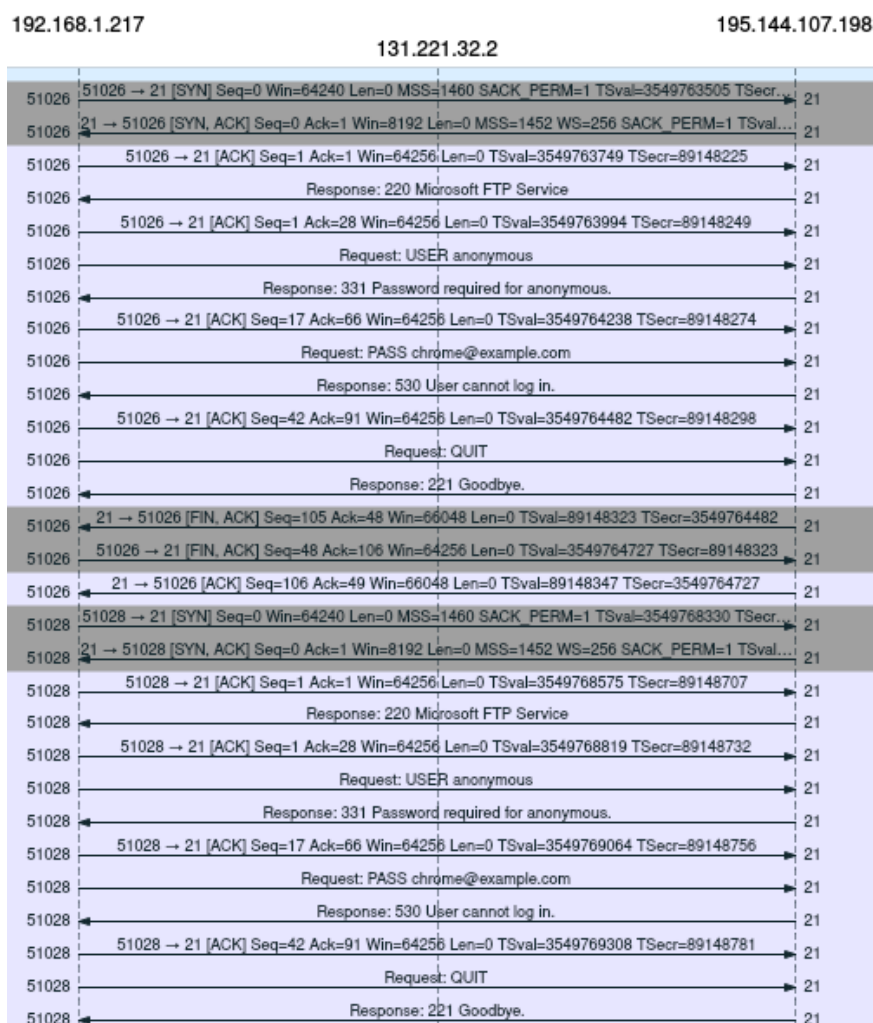 192.168.1.217 195.144.107.198
131.221.32.2
51026 51026 → 21 [SYN] Seq=0 Win=64240 Len=0 MSS=1460 SACK_PERM=1 TSval=3549763505 TSecr... 21
51026 21 → 51026 [SYN, ACK] Seq=0 Ack=1 Win=8192 Len=0 MSS=1452 WS=256 SACK_PERM=1 TSval... 21
51026 51026 → 21 [ACK] Seq=1 Ack=1 Win=64256 Len=0 TSval=3549763749 TSecr=89148225 21
51026 Response: 220 Microsoft FTP Service 21
51026 51026 → 21 [ACK] Seq=1 Ack=28 Win=64256 Len=0 TSval=3549763994 TSecr=89148249 21
51026 Request: USER anonymous 21
51026 Response: 331 Password required for anonymous. 21
51026 51026 → 21 [ACK] Seq=17 Ack=66 Win=64256 Len=0 TSval=3549764238 TSecr=89148274 21
51026 Request: PASS chrome@example.com 21
51026 Response: 530 User cannot log in. 21
51026 51026 → 21 [ACK] Seq=42 Ack=91 Win=64256 Len=0 TSval=3549764482 TSecr=89148298 21
51026 Request: QUIT 21
51026 Response: 221 Goodbye. 21
51026 21 → 51026 [FIN, ACK] Seq=105 Ack=48 Win=66048 Len=0 TSval=89148323 TSecr=3549764482 21
51026 51026 → 21 [FIN, ACK] Seq=48 Ack=106 Win=64256 Len=0 TSval=3549764727 TSecr=89148323 21
51026 21 → 51026 [ACK] Seq=106 Ack=49 Win=66048 Len=0 TSval=89148347 TSecr=3549764727 21
51028 51028 → 21 [SYN] Seq=0 Win=64240 Len=0 MSS=1460 SACK_PERM=1 TSval=3549768330 TSecr... 21
51028 21 → 51028 [SYN, ACK] Seq=0 Ack=1 Win=8192 Len=0 MSS=1452 WS=256 SACK_PERM=1 TSval... 21
51028 51028 → 21 [ACK] Seq=1 Ack=1 Win=64256 Len=0 TSval=3549768575 TSecr=89148707 21
51028 Response: 220 Microsoft FTP Service 21
51028 51028 → 21 [ACK] Seq=1 Ack=28 Win=64256 Len=0 TSval=3549768819 TSecr=89148732 21
51028 Request: USER anonymous 21
51028 Response: 331 Password required for anonymous. 21
51028 51028 → 21 [ACK] Seq=17 Ack=66 Win=64256 Len=0 TSval=3549769064 TSecr=89148756 21
51028 Request: PASS chrome@example.com 21
51028 Response: 530 User cannot log in. 21
51028 51028 → 21 [ACK] Seq=42 Ack=91 Win=64256 Len=0 TSval=3549769308 TSecr=89148781 21
51028 Request: QUIT 21
51028 Response: 221 Goodbye. 21